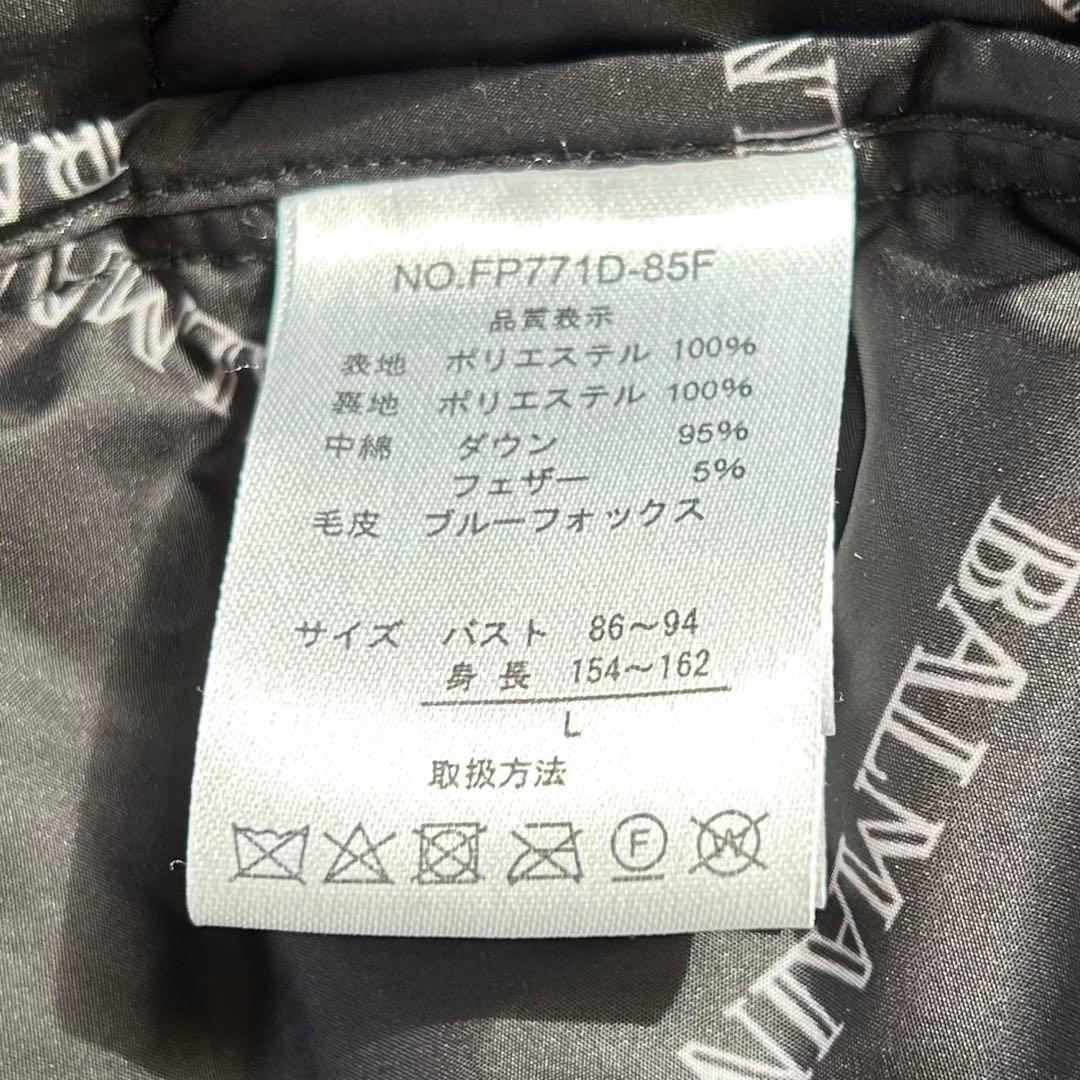 NO.FP771D-85F
品質表示
表地 ポリエステル 100%
裏地 ポリエステル 100%
中綿 ダウン 95%
フェザー 5%
毛皮 ブルーフォックス
サイズ バスト 86~94
身長 154~162
L
取扱方法
F
W
BALMAIN